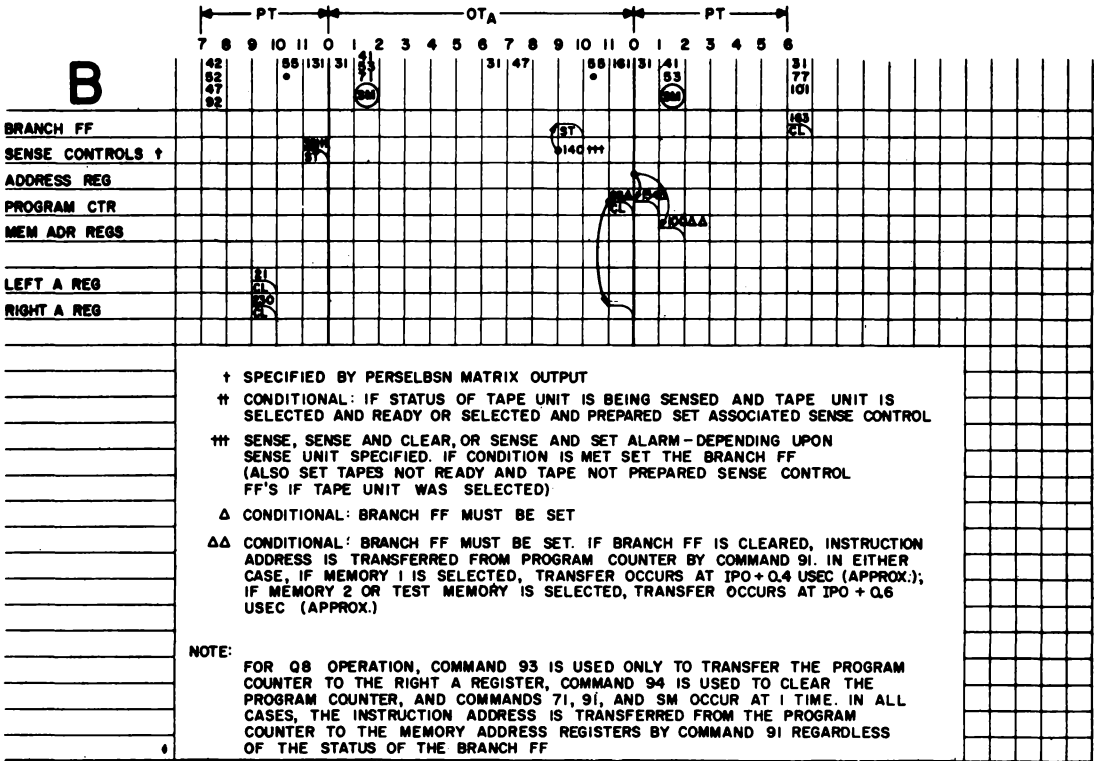 PT OT_A PT
7 8 9 10 11 0 1 2 3 4 5 6 7 8 9 10 11 0 1 2 3 4 5 6
B
42 55 131 31 41 31 47 55 161 31 41 31
52 • 53 • 53 77
47 71 SM 101
92 SM
BRANCH FF ST 163 CL
SENSE CONTROLS † ST 140 †††
ADDRESS REG
PROGRAM CTR CL
MEM ADR REGS 100 ΔΔ
LEFT A REG 21 CL
RIGHT A REG CL
† SPECIFIED BY PERSELBSN MATRIX OUTPUT
†† CONDITIONAL: IF STATUS OF TAPE UNIT IS BEING SENSED AND TAPE UNIT IS
SELECTED AND READY OR SELECTED AND PREPARED SET ASSOCIATED SENSE CONTROL
††† SENSE, SENSE AND CLEAR, OR SENSE AND SET ALARM – DEPENDING UPON
SENSE UNIT SPECIFIED. IF CONDITION IS MET SET THE BRANCH FF
(ALSO SET TAPES NOT READY AND TAPE NOT PREPARED SENSE CONTROL
FF'S IF TAPE UNIT WAS SELECTED)
Δ CONDITIONAL: BRANCH FF MUST BE SET
ΔΔ CONDITIONAL: BRANCH FF MUST BE SET. IF BRANCH FF IS CLEARED, INSTRUCTION
ADDRESS IS TRANSFERRED FROM PROGRAM COUNTER BY COMMAND 91. IN EITHER
CASE, IF MEMORY 1 IS SELECTED, TRANSFER OCCURS AT IPO + 0.4 USEC (APPROX.);
IF MEMORY 2 OR TEST MEMORY IS SELECTED, TRANSFER OCCURS AT IPO + 0.6
USEC (APPROX.)
NOTE:
FOR Q8 OPERATION, COMMAND 93 IS USED ONLY TO TRANSFER THE PROGRAM
COUNTER TO THE RIGHT A REGISTER, COMMAND 94 IS USED TO CLEAR THE
PROGRAM COUNTER, AND COMMANDS 71, 91, AND SM OCCUR AT 1 TIME. IN ALL
CASES, THE INSTRUCTION ADDRESS IS TRANSFERRED FROM THE PROGRAM
COUNTER TO THE MEMORY ADDRESS REGISTERS BY COMMAND 91 REGARDLESS
OF THE STATUS OF THE BRANCH FF